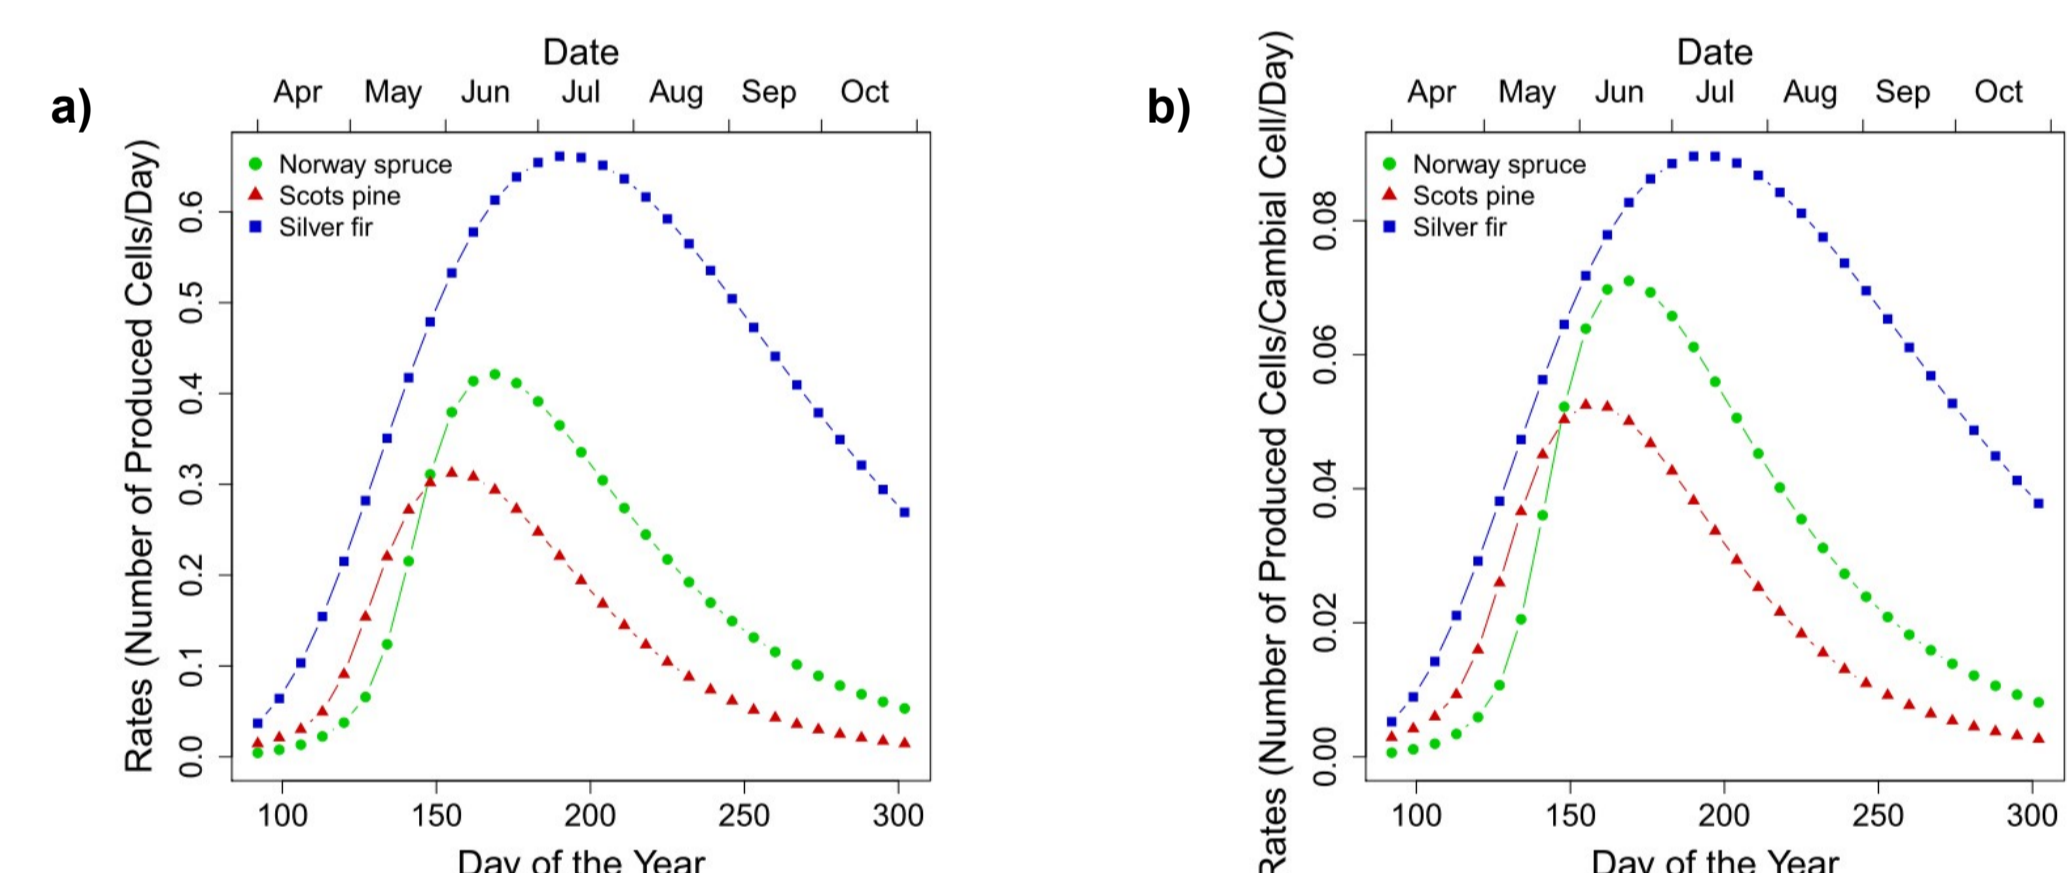 a)
Date
Apr May Jun Jul Aug Sep Oct
Norway spruce
Scots pine
Silver fir
Rates (Number of Produced Cells/Day)
0.6
0.5
0.4
0.3
0.2
0.1
0.0
100 150 200 250 300
Day of the Year
b)
Date
Apr May Jun Jul Aug Sep Oct
Norway spruce
Scots pine
Silver fir
Rates (Number of Produced Cells/Cambial Cell/Day)
0.08
0.06
0.04
0.02
0.00
100 150 200 250 300
Day of the Year